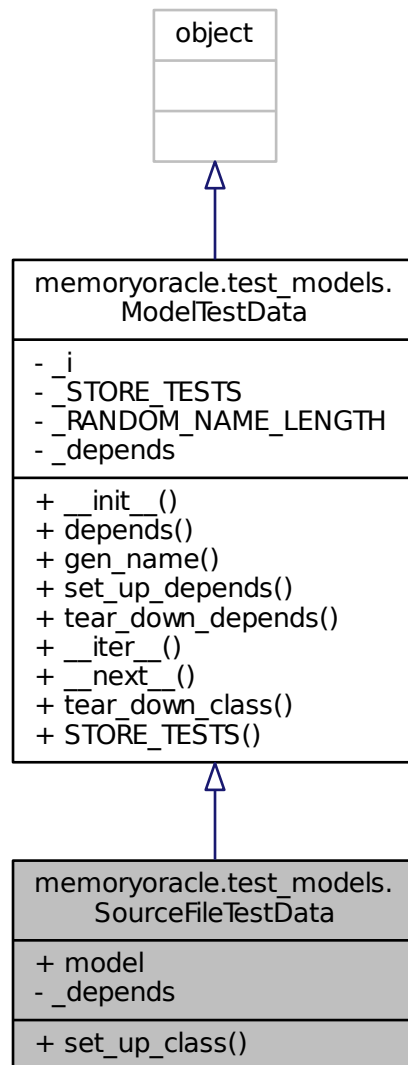 object
memoryoracle.test_models.
ModelTestData
- _i
- _STORE_TESTS
- _RANDOM_NAME_LENGTH
- _depends
+ __init__()
+ depends()
+ gen_name()
+ set_up_depends()
+ tear_down_depends()
+ __iter__()
+ __next__()
+ tear_down_class()
+ STORE_TESTS()
memoryoracle.test_models.
SourceFileTestData
+ model
- _depends
+ set_up_class()